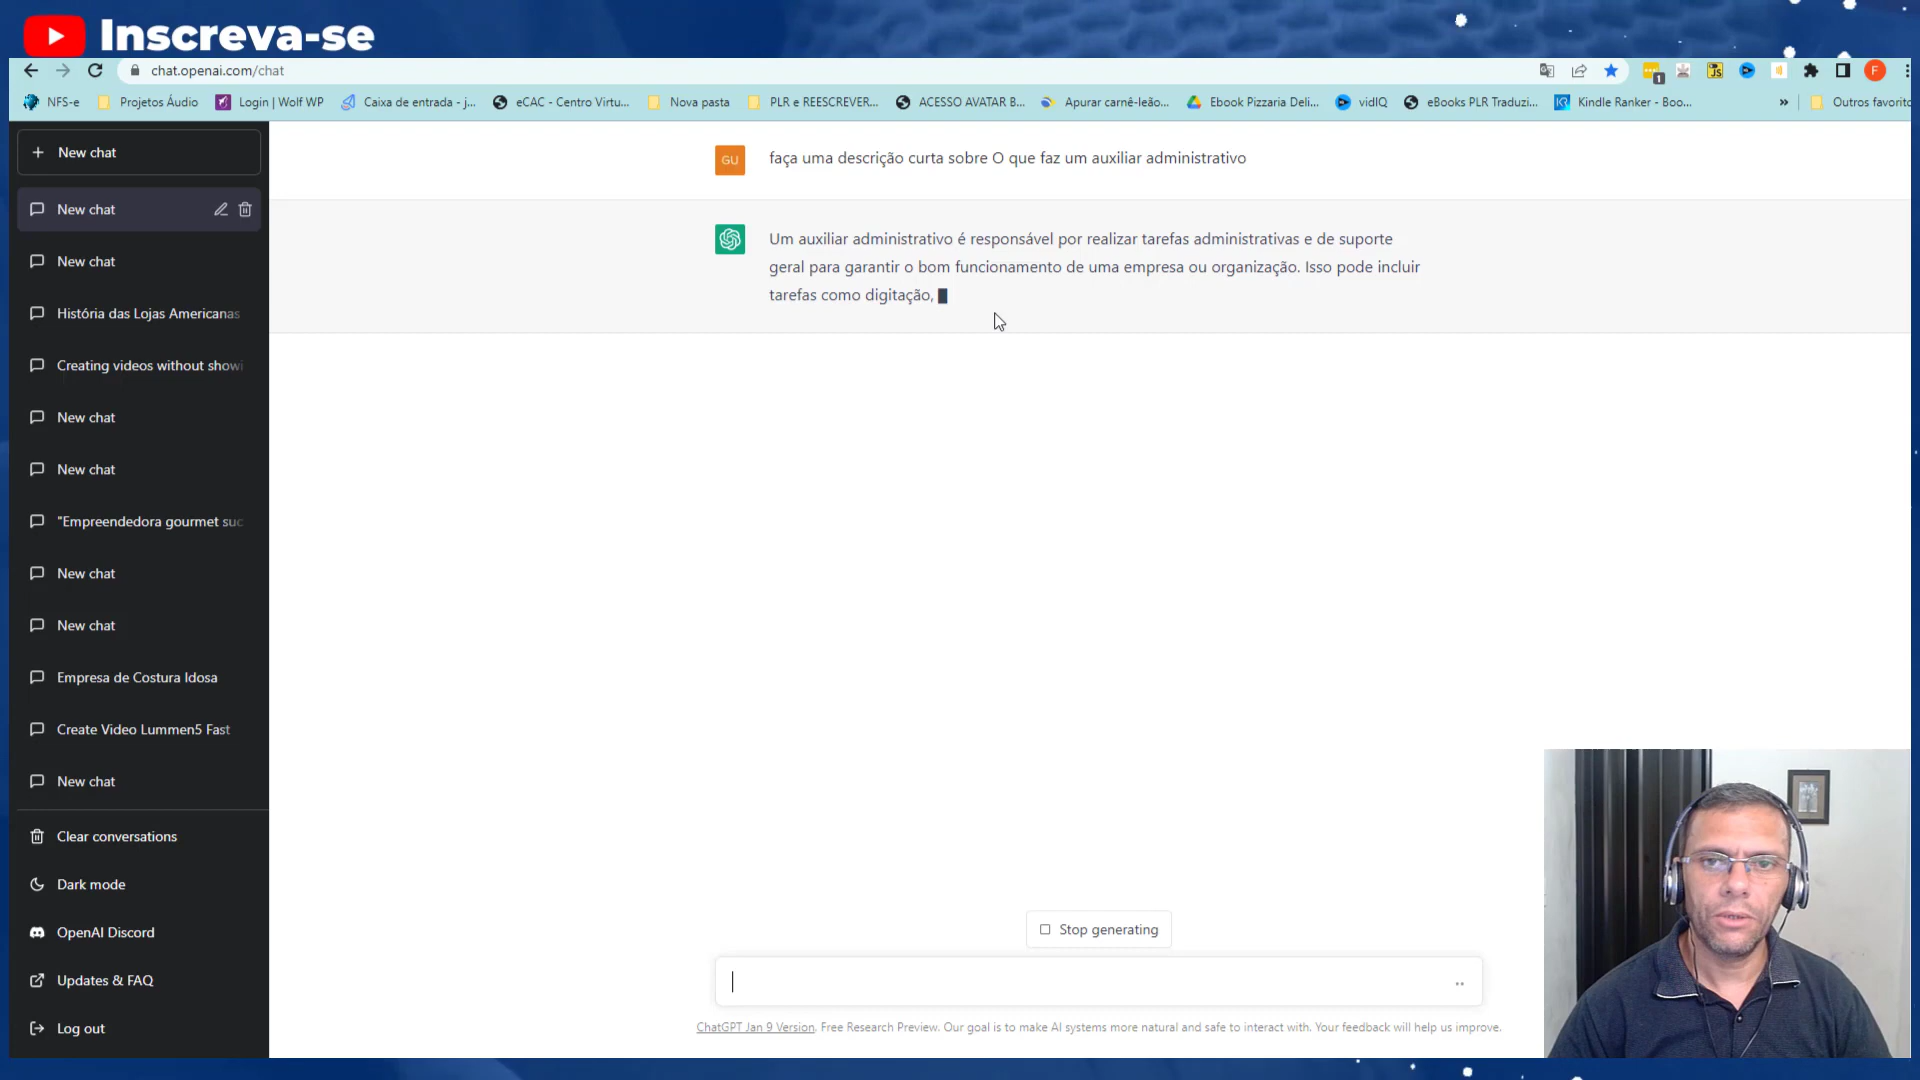 Inscreva-se
chat.openai.com/chat
1
JS
F
NFS-e
Projetos Áudio
Login | Wolf WP
Caixa de entrada - j...
eCAC - Centro Virtu...
Nova pasta
PLR e REESCREVER...
ACESSO AVATAR B...
Apurar carnê-leão...
Ebook Pizzaria Deli...
vidIQ
eBooks PLR Traduzi...
KR
Kindle Ranker - Boo...
»
Outros favorito
+ New chat
New chat
New chat
História das Lojas Americanas
Creating videos without showi
New chat
New chat
"Empreendedora gourmet suc
New chat
New chat
Empresa de Costura Idosa
Create Video Lummen5 Fast
New chat
Clear conversations
Dark mode
OpenAI Discord
Updates & FAQ
Log out
GU
faça uma descrição curta sobre O que faz um auxiliar administrativo
Um auxiliar administrativo é responsável por realizar tarefas administrativas e de suporte
geral para garantir o bom funcionamento de uma empresa ou organização. Isso pode incluir
tarefas como digitação,
Stop generating
ChatGPT Jan 9 Version. Free Research Preview. Our goal is to make AI systems more natural and safe to interact with. Your feedback will help us improve.